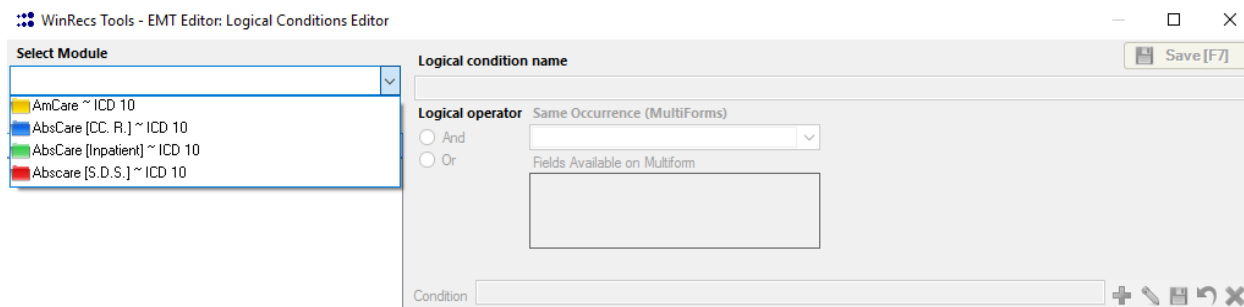 WinRecs Tools - EMT Editor: Logical Conditions Editor
Select Module
AmCare ~ ICD 10
AbsCare [CC. R.] ~ ICD 10
AbsCare [Inpatient] ~ ICD 10
Abscare [S.D.S.] ~ ICD 10
Logical condition name
Save [F7]
Logical operator Same Occurrence (MultiForms)
And
Or
Fields Available on Multiform
Condition